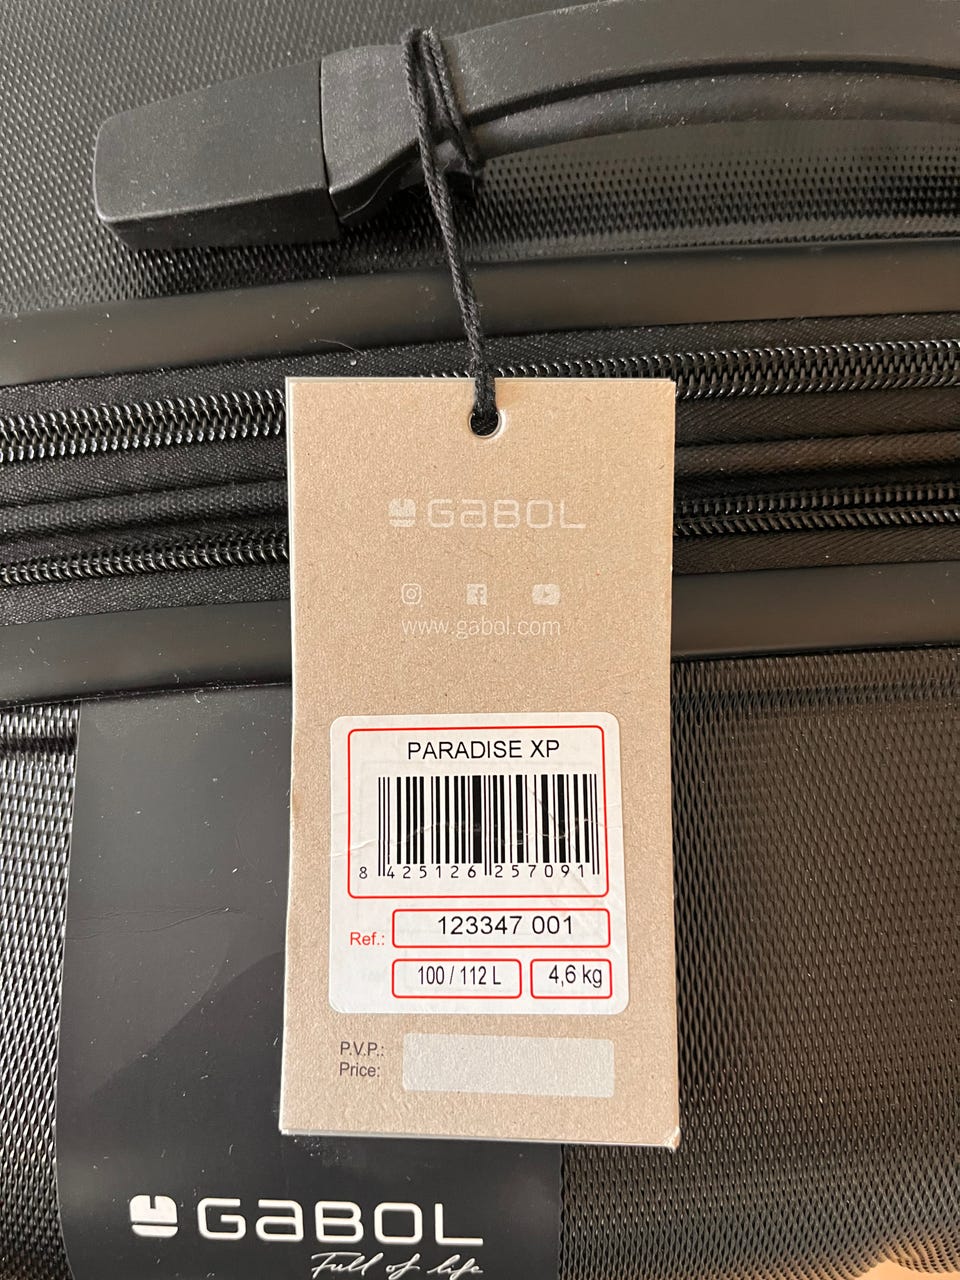 GABOL
www.gabol.com
PARADISE XP
8 425126 257091
Ref.: 123347 001
100 / 112 L 4,6 kg
P.V.P.:
Price:
GABOL
Full of life